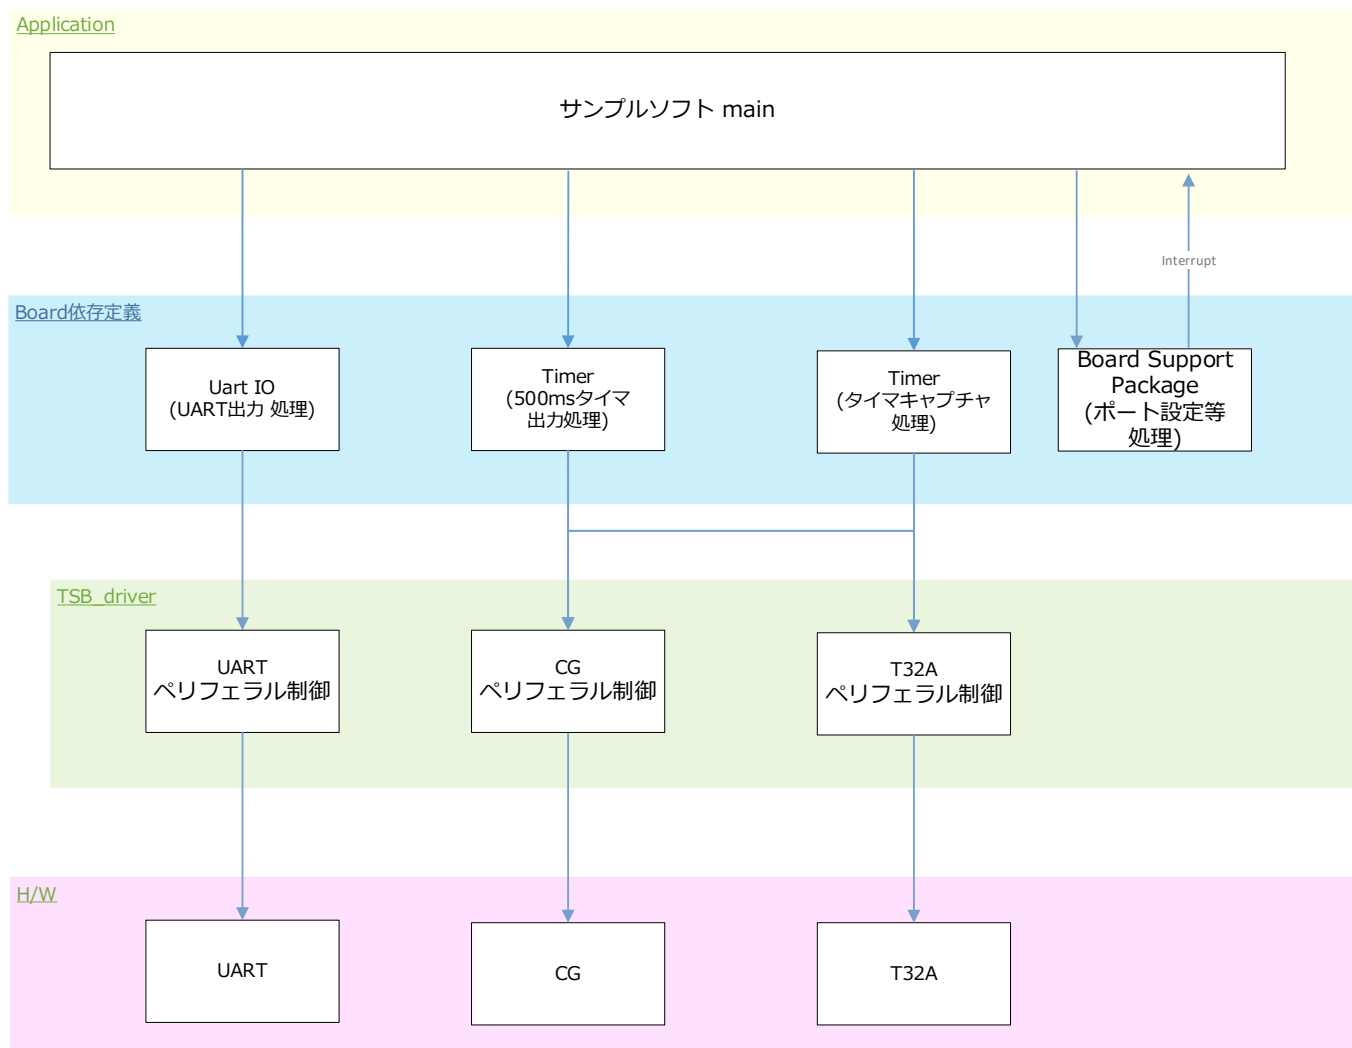 Application
サンプルソフト main
Interrupt
Board依存定義
Uart IO
(UART出力 処理)
Timer
(500msタイマ
出力処理)
Timer
(タイマキャプチャ
処理)
Board Support
Package
(ポート設定等
処理)
TSB_driver
UART
ペリフェラル制御
CG
ペリフェラル制御
T32A
ペリフェラル制御
H/W
UART
CG
T32A